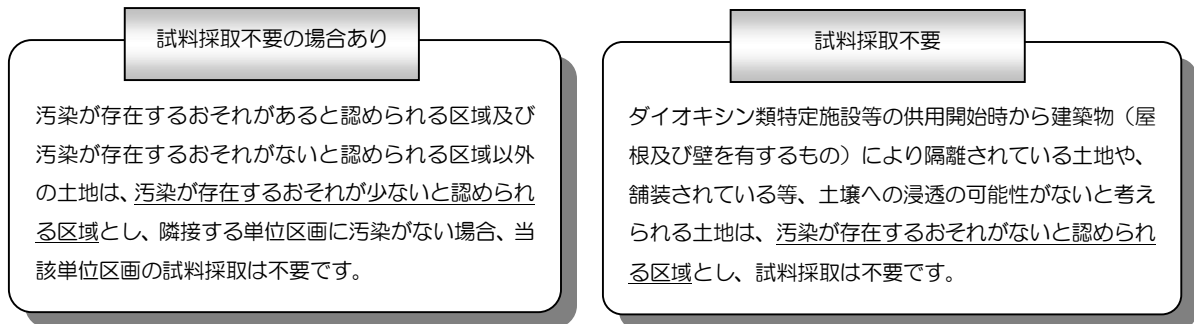 試料採取不要の場合あり
汚染が存在するおそれがあると認められる区域及び
汚染が存在するおそれがないと認められる区域以外
の土地は、汚染が存在するおそれが少ないと認められ
る区域とし、隣接する単位区画に汚染がない場合、当
該単位区画の試料採取は不要です。
試料採取不要
ダイオキシン類特定施設等の供用開始時から建築物（屋
根及び壁を有するもの）により隔離されている土地や、
舗装されている等、土壌への浸透の可能性がないと考え
られる土地は、汚染が存在するおそれがないと認められ
る区域とし、試料採取は不要です。